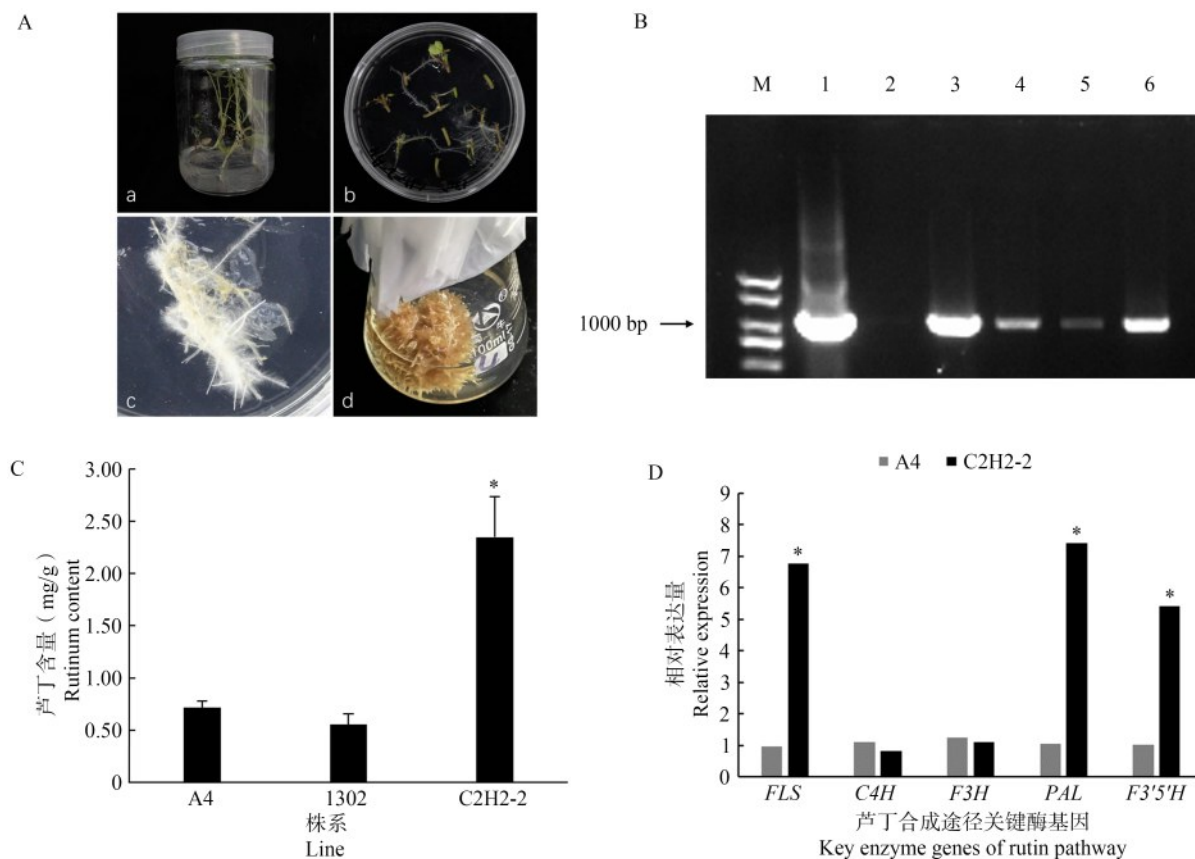 A
a
b
c
d
100ml
B
M 1 2 3 4 5 6
1000 bp
C
3.00
2.50
2.00
1.50
1.00
0.50
0
芦丁含量（mg/g）
Rutinum content
*
A4 1302 C2H2-2
株系
Line
D
A4 C2H2-2
9
8
7
6
5
4
3
2
1
0
相对表达量
Relative expression
* * *
FLS C4H F3H PAL F3'5'H
芦丁合成途径关键酶基因
Key enzyme genes of rutin pathway